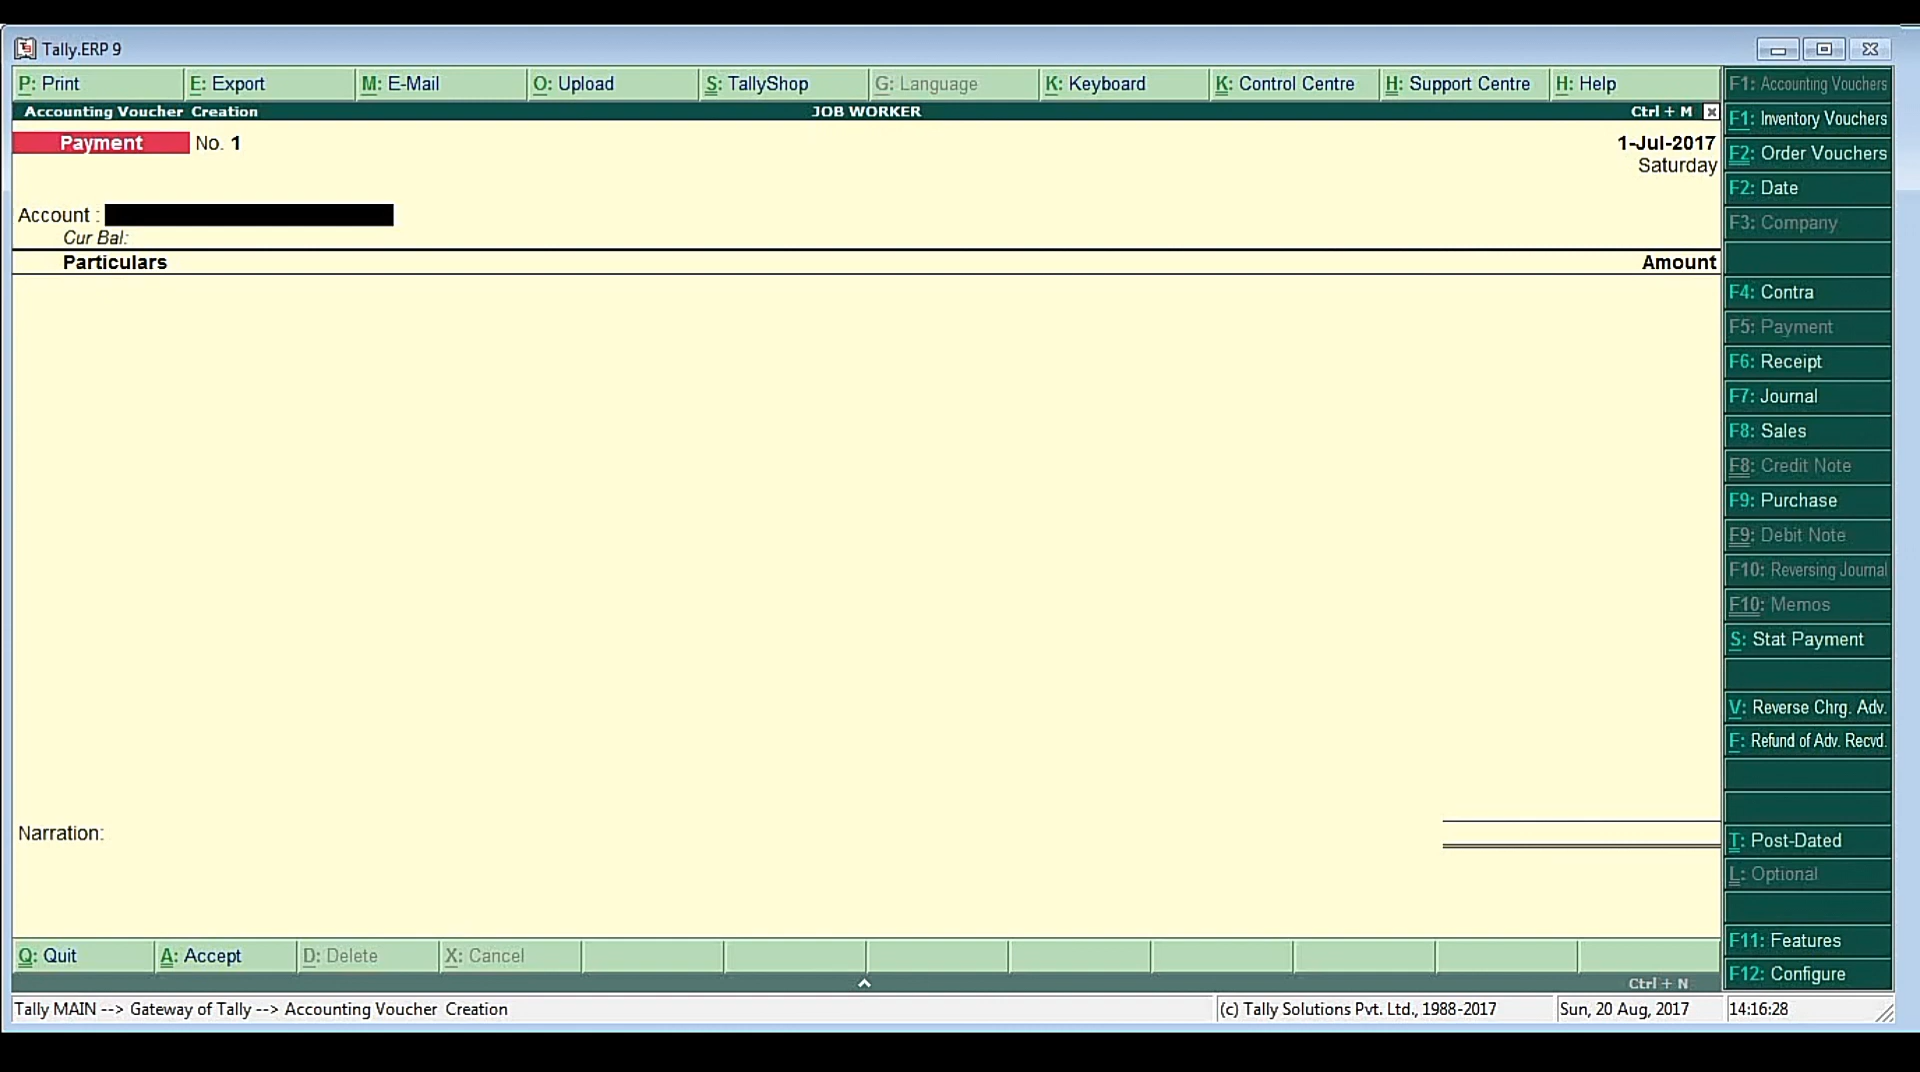 Tally.ERP 9
P: Print E: Export M: E-Mail O: Upload S: TallyShop G: Language K: Keyboard K: Control Centre H: Support Centre H: Help
Accounting Voucher Creation JOB WORKER Ctrl + M
Payment No. 1 1-Jul-2017
Saturday
Account :
Cur Bal:
Particulars Amount
Narration:
F1: Accounting Vouchers
F1: Inventory Vouchers
F2: Order Vouchers
F2: Date
F3: Company
F4: Contra
F5: Payment
F6: Receipt
F7: Journal
F8: Sales
F8: Credit Note
F9: Purchase
F9: Debit Note
F10: Reversing Journal
F10: Memos
S: Stat Payment
V: Reverse Chrg. Adv.
F: Refund of Adv. Recvd.
T: Post-Dated
L: Optional
F11: Features
F12: Configure
Q: Quit A: Accept D: Delete X: Cancel
Ctrl + N
Tally MAIN --> Gateway of Tally --> Accounting Voucher Creation (c) Tally Solutions Pvt. Ltd., 1988-2017 Sun, 20 Aug, 2017 14:16:28